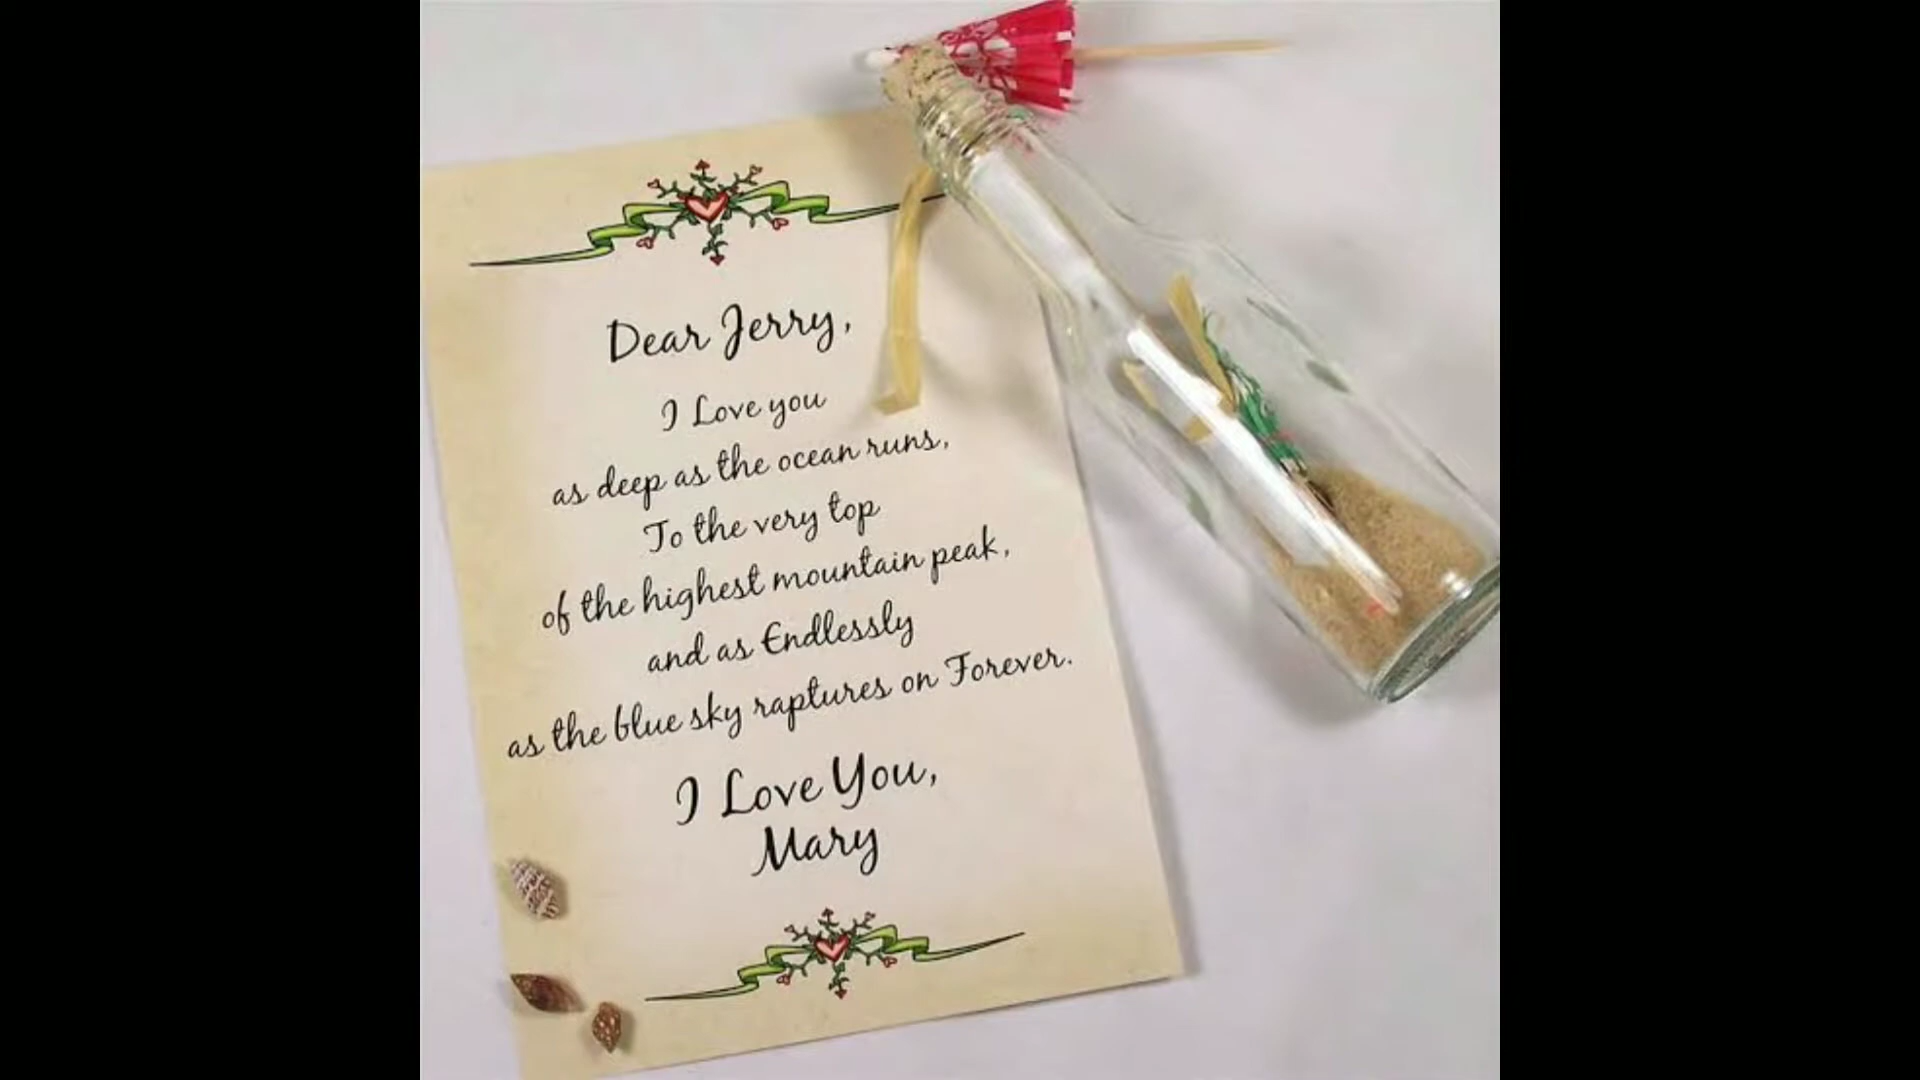 Dear Jerry,
I Love you
as deep as the ocean runs,
To the very top
of the highest mountain peak,
and as Endlessly
as the blue sky raptures on Forever.
I Love You,
Mary